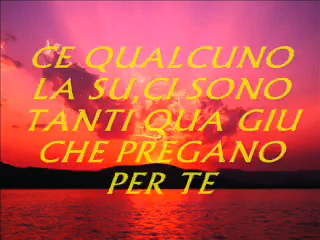 CE QUALCUNO
LA SU,CI SONO
TANTI QUA GIU
CHE PREGANO
PER TE